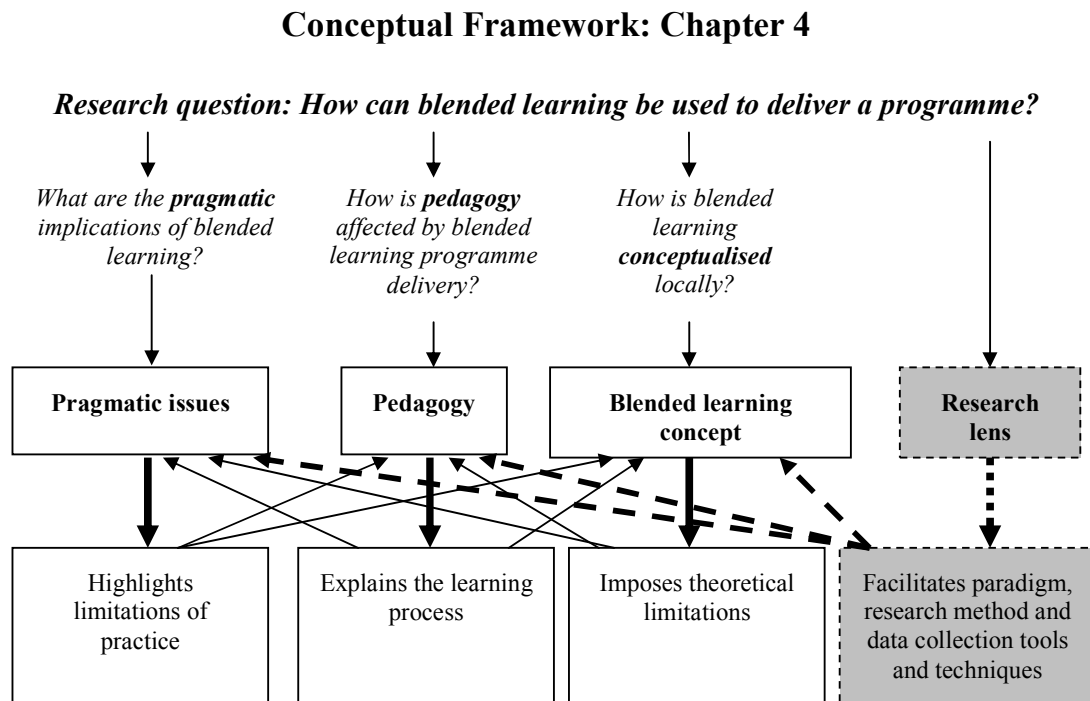 Conceptual Framework: Chapter 4
Research question: How can blended learning be used to deliver a programme?
What are the pragmatic
implications of blended
learning?
How is pedagogy
affected by blended
learning programme
delivery?
How is blended
learning
conceptualised
locally?
Pragmatic issues
Pedagogy
Blended learning
concept
Research
lens
Highlights
limitations of
practice
Explains the learning
process
Imposes theoretical
limitations
Facilitates paradigm,
research method and
data collection tools
and techniques